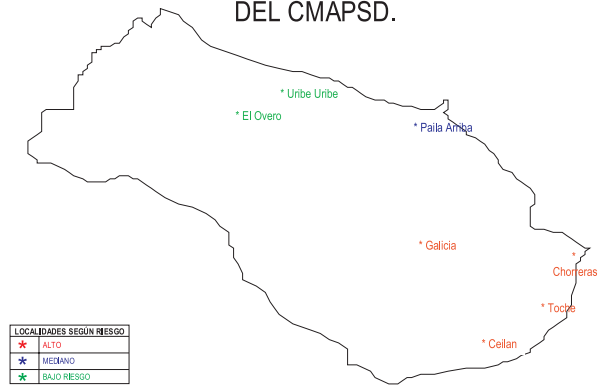 DEL CMAPSD.
* Uribe Uribe
* El Overo
* Paila Arriba
* Galicia
*
Chorreras
* Toche
* Ceilan
LOCALIDADES SEGÚN RIESGO
* ALTO
* MEDIANO
* BAJO RIESGO